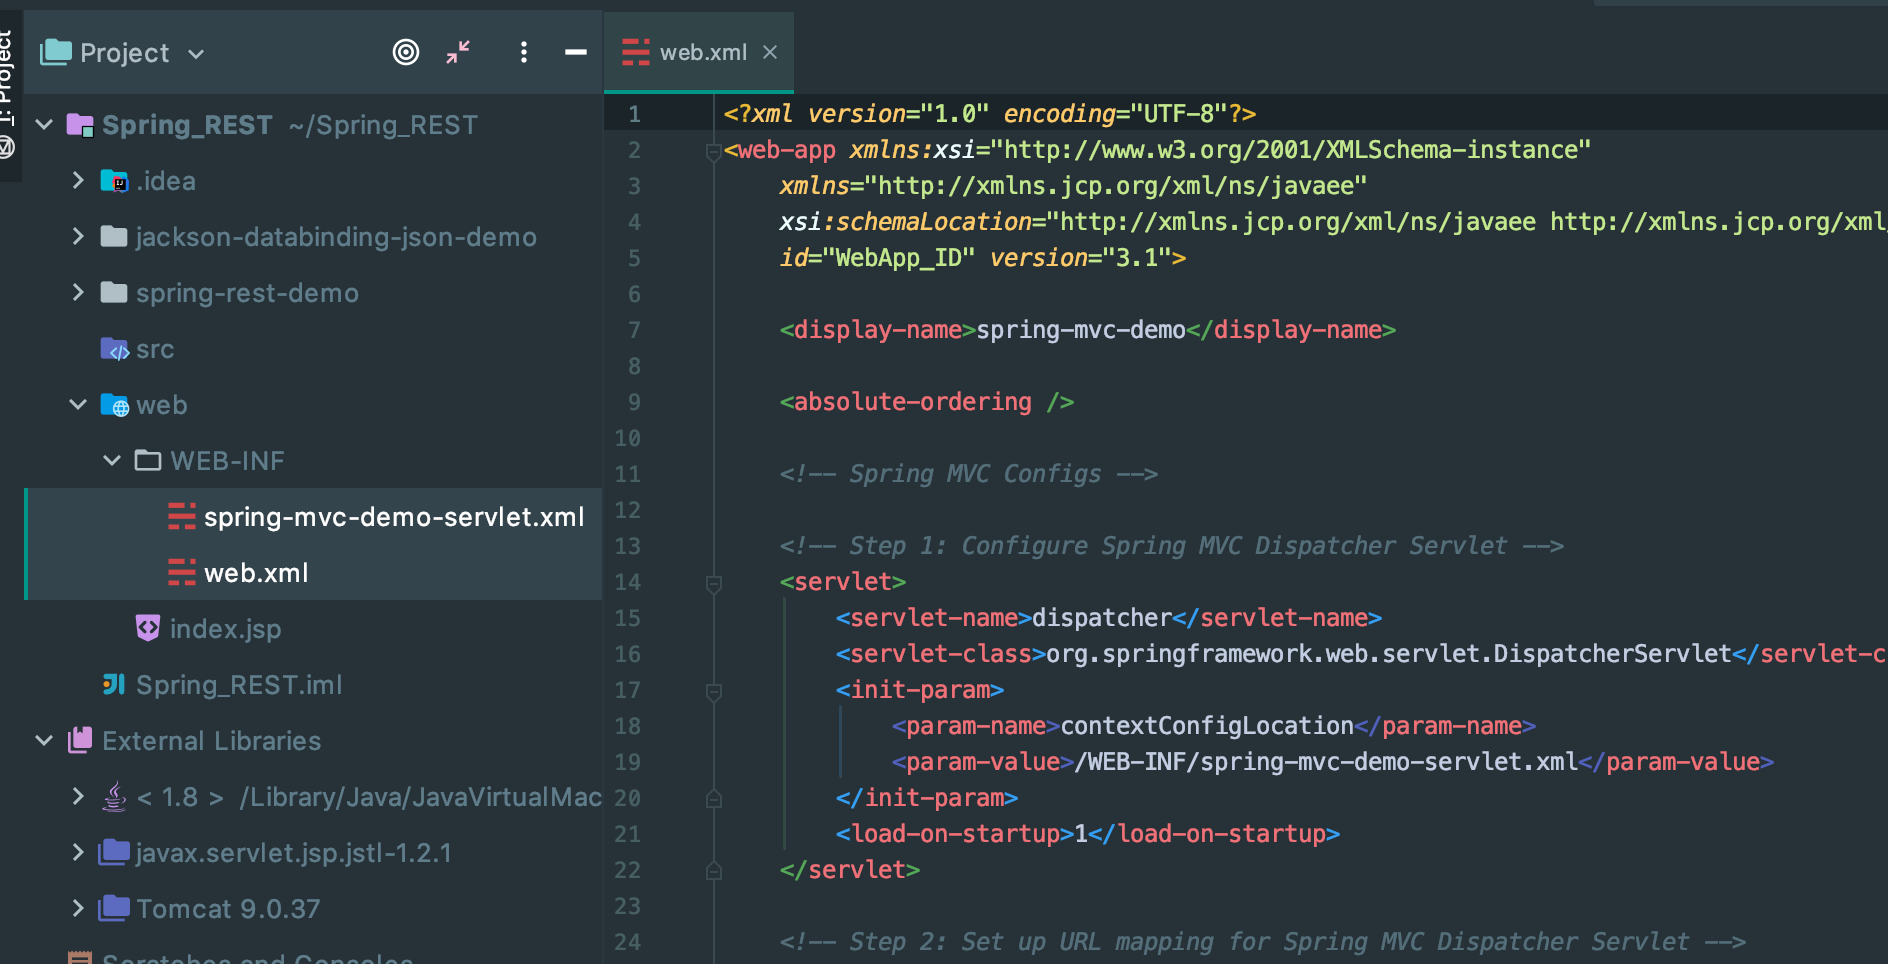 1: Project
Project
Spring_REST ~/Spring_REST
.idea
jackson-databinding-json-demo
spring-rest-demo
src
web
WEB-INF
spring-mvc-demo-servlet.xml
web.xml
index.jsp
Spring_REST.iml
External Libraries
< 1.8 > /Library/Java/JavaVirtualMac
javax.servlet.jsp.jstl-1.2.1
Tomcat 9.0.37
Scratches and Consoles
web.xml
1 <?xml version="1.0" encoding="UTF-8"?>
2 <web-app xmlns:xsi="http://www.w3.org/2001/XMLSchema-instance"
3 xmlns="http://xmlns.jcp.org/xml/ns/javaee"
4 xsi:schemaLocation="http://xmlns.jcp.org/xml/ns/javaee http://xmlns.jcp.org/xml/
5 id="WebApp_ID" version="3.1">
6
7 <display-name>spring-mvc-demo</display-name>
8
9 <absolute-ordering />
10
11 <!-- Spring MVC Configs -->
12
13 <!-- Step 1: Configure Spring MVC Dispatcher Servlet -->
14 <servlet>
15 <servlet-name>dispatcher</servlet-name>
16 <servlet-class>org.springframework.web.servlet.DispatcherServlet</servlet-c
17 <init-param>
18 <param-name>contextConfigLocation</param-name>
19 <param-value>/WEB-INF/spring-mvc-demo-servlet.xml</param-value>
20 </init-param>
21 <load-on-startup>1</load-on-startup>
22 </servlet>
23
24 <!-- Step 2: Set up URL mapping for Spring MVC Dispatcher Servlet -->